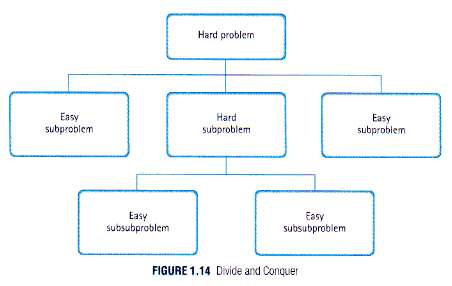 Hard problem
Easy
subproblem
Hard
subproblem
Easy
subproblem
Easy
subsubproblem
Easy
subsubproblem
FIGURE 1.14 Divide and Conquer